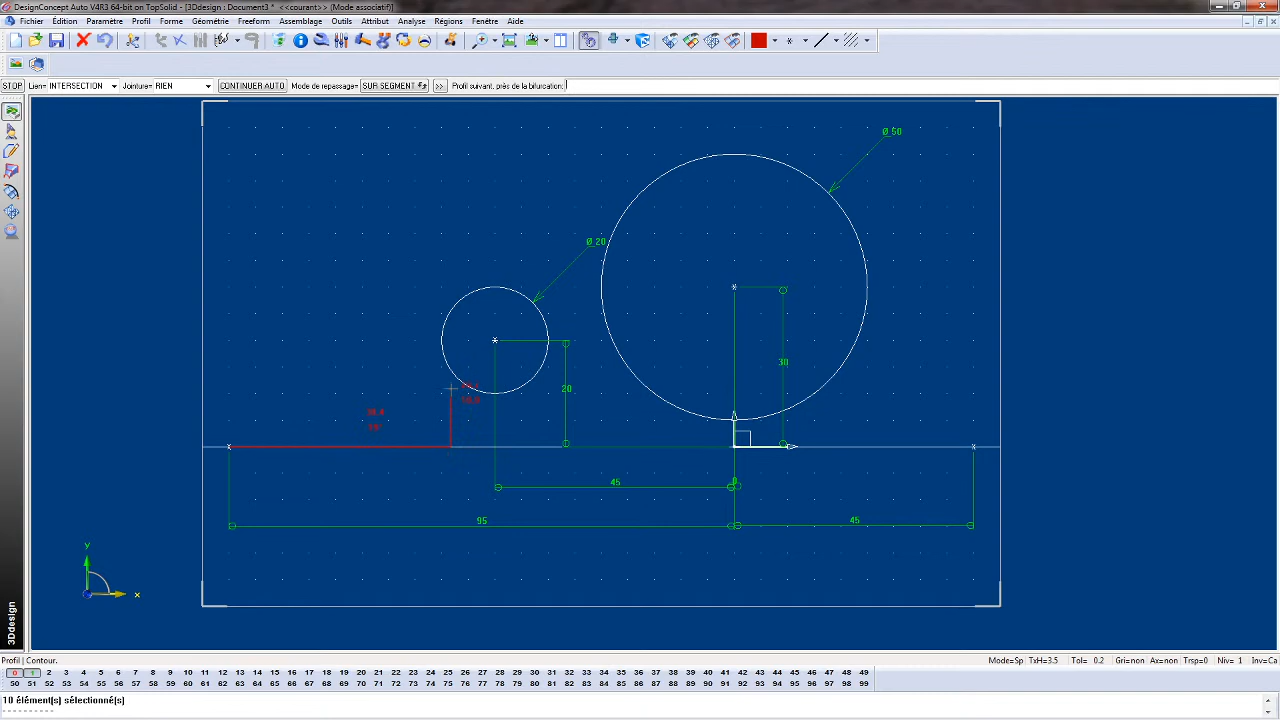 DesignConcept Auto V4R3 64-bit on TopSolid - [3Ddesign : Document3 * <<courant>> (Mode associatif)
Fichier Édition Paramètre Profil Forme Géométrie Freeform Assemblage Outils Attribut Analyse Régions Fenêtre Aide
STOP Lien= INTERSECTION Jointure= RIEN CONTINUER AUTO Mode de repassage= SUR SEGMENT >> Profil suivant, près de la bifurcation:
Ø 50
Ø 20
30
20
45
0
95
45
y
x
3Ddesign
Profil | Contour.
Mode=Sp TxH=3.5 Tol= 0.2 Gri=non Ax=non Trsp=0 Niv= 1 Inv=Ca
0 1 2 3 4 5 6 7 8 9 10 11 12 13 14 15 16 17 18 19 20 21 22 23 24 25 26 27 28 29 30 31 32 33 34 35 36 37 38 39 40 41 42 43 44 45 46 47 48 49
50 51 52 53 54 55 56 57 58 59 60 61 62 63 64 65 66 67 68 69 70 71 72 73 74 75 76 77 78 79 80 81 82 83 84 85 86 87 88 89 90 91 92 93 94 95 96 97 98 99
10 élément(s) sélectionné(s)
----------